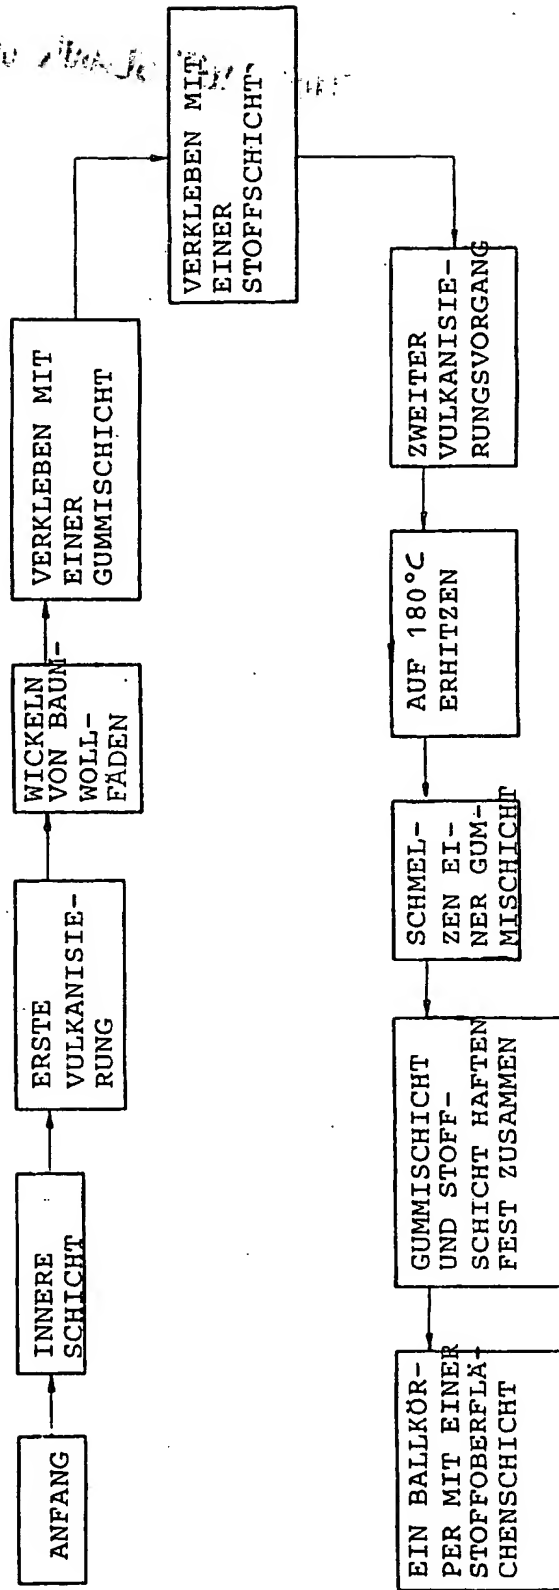 ANFANG
INNERE
SCHICHT
ERSTE
VULKANISIE-
RUNG
WICKELN
VON BAUM-
WOLL-
FÄDEN
VERKLEBEN MIT
EINER
GUMMISCHICHT
VERKLEBEN MIT
EINER
STOFFSCHICHT
ZWEITER
VULKANISIE-
RUNGSVORGANG
AUF 180°C
ERHITZEN
SCHMEL-
ZEN EI-
NER GUM-
MISCHICHT
GUMMISCHICHT
UND STOFF-
SCHICHT HAFTEN
FEST ZUSAMMEN
EIN BALLKÖR-
PER MIT EINER
STOFFOBERFLÄ-
CHENSCHICHT